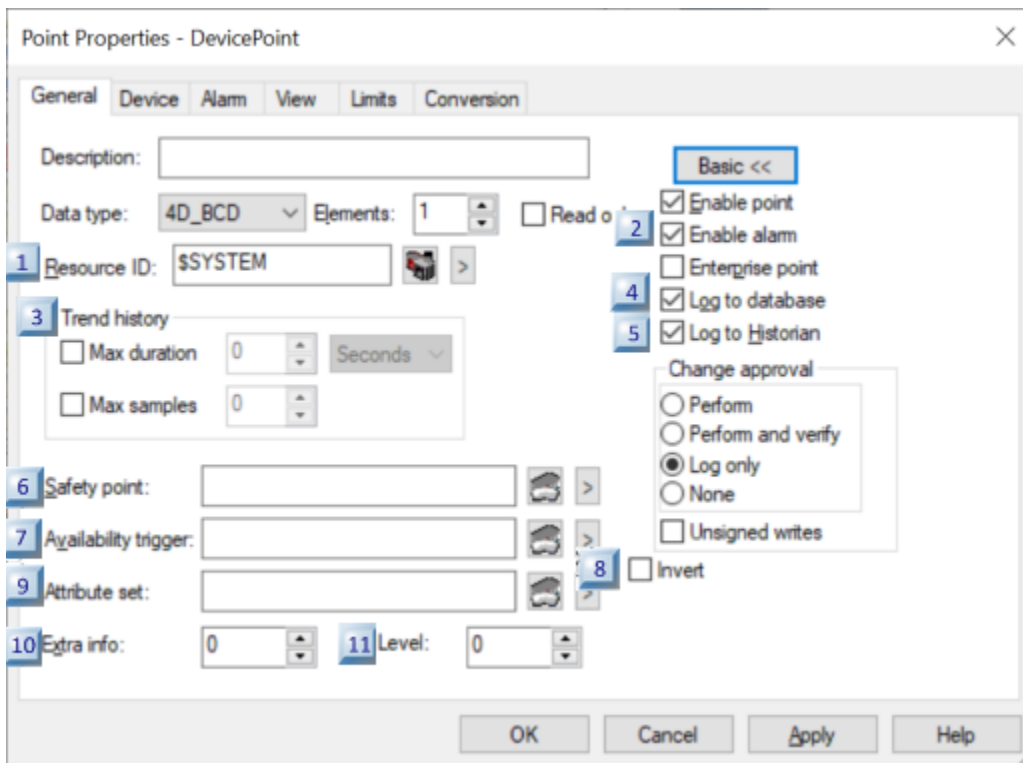 Point Properties - DevicePoint
General Device Alarm View Limits Conversion
Description:
Basic <<
Data type: 4D_BCD Elements: 1 Read
Enable point
2 Enable alarm
1 Resource ID: $SYSTEM >
Enterprise point
4 Log to database
3 Trend history
5 Log to Historian
Max duration 0 Seconds
Change approval
Max samples 0
Perform
Perform and verify
Log only
None
6 Safety point: >
7 Availability trigger: >
Unsigned writes
8 Invert
9 Attribute set: >
10 Extra info: 0 11 Level: 0
OK Cancel Apply Help